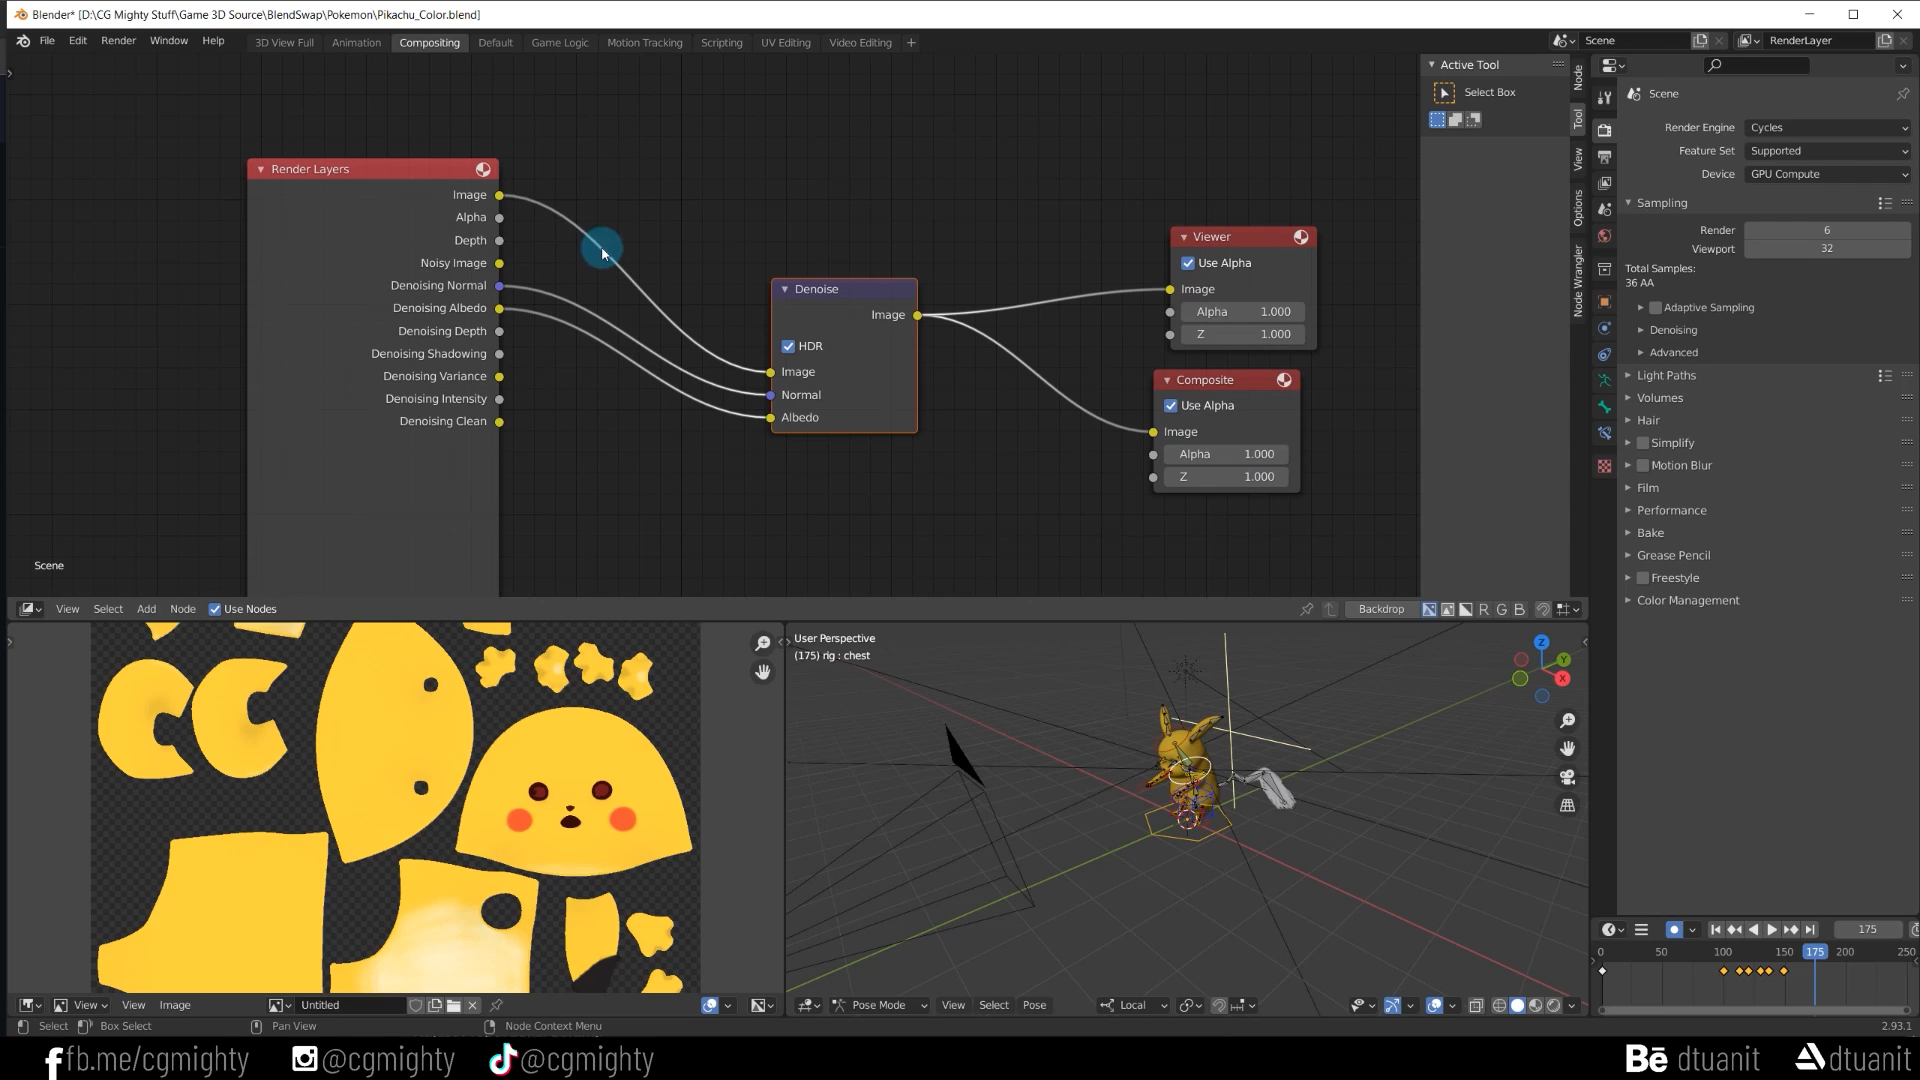 Blender* [D:\CG Mighty Stuff\Game 3D Source\BlendSwap\Pokemon\Pikachu_Color.blend]
File Edit Render Window Help 3D View Full Animation Compositing Default Game Logic Motion Tracking Scripting UV Editing Video Editing + Scene RenderLayer
Render Layers
Image
Alpha
Depth
Noisy Image
Denoising Normal
Denoising Albedo
Denoising Depth
Denoising Shadowing
Denoising Variance
Denoising Intensity
Denoising Clean
Denoise
Image
HDR
Image
Normal
Albedo
Viewer
Use Alpha
Image
Alpha 1.000
Z 1.000
Composite
Use Alpha
Image
Alpha 1.000
Z 1.000
Scene
Active Tool
Select Box
Node
Tool
View
Options
Node Wrangler
Scene
Render Engine Cycles
Feature Set Supported
Device GPU Compute
Sampling
Render 6
Viewport 32
Total Samples:
36 AA
Adaptive Sampling
Denoising
Advanced
Light Paths
Volumes
Hair
Simplify
Motion Blur
Film
Performance
Bake
Grease Pencil
Freestyle
Color Management
View Select Add Node Use Nodes Backdrop R G B
User Perspective
(175) rig : chest
Z
Y
X
175
0 50 100 150 175 200 250
View View Image Untitled
Pose Mode View Select Pose Local
Select Box Select Pan View Node Context Menu 2.93.1
fb.me/cgmighty @cgmighty @cgmighty Bē dtuanit dtuanit